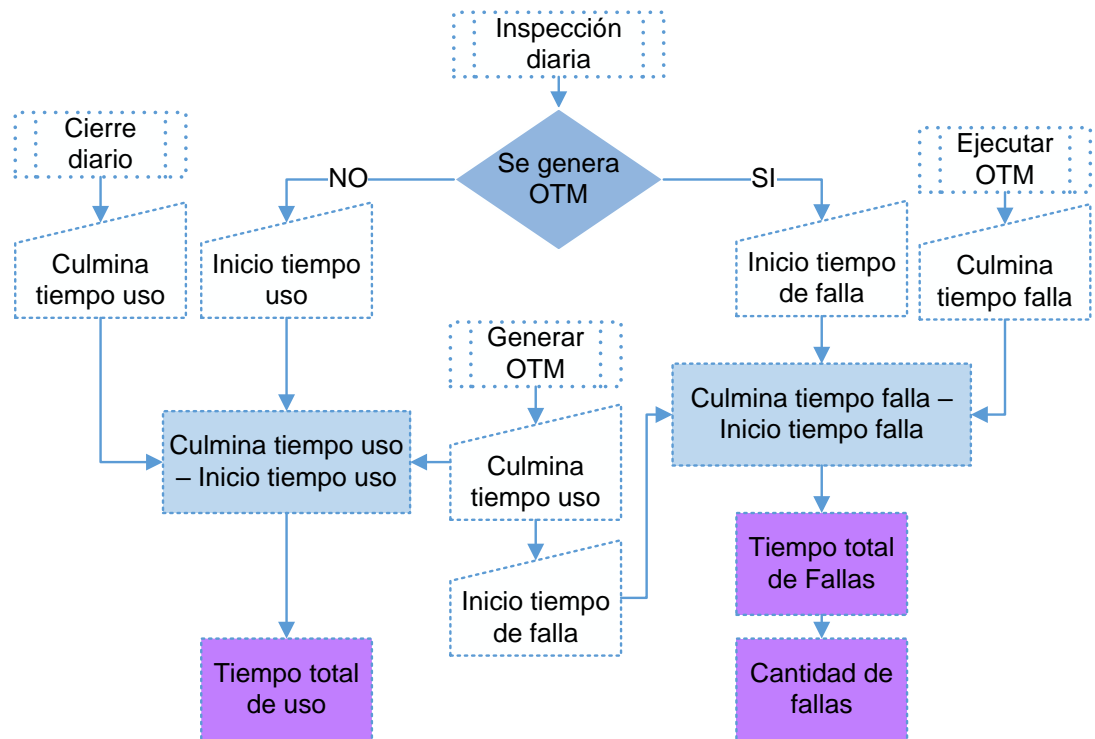 Inspección
diaria
Cierre
diario
Se genera
OTM
NO
SI
Ejecutar
OTM
Culmina
tiempo uso
Inicio tiempo
uso
Inicio tiempo
de falla
Culmina
tiempo falla
Generar
OTM
Culmina tiempo falla –
Inicio tiempo falla
Culmina tiempo uso
– Inicio tiempo uso
Culmina
tiempo uso
Tiempo total
de Fallas
Inicio tiempo
de falla
Tiempo total
de uso
Cantidad de
fallas